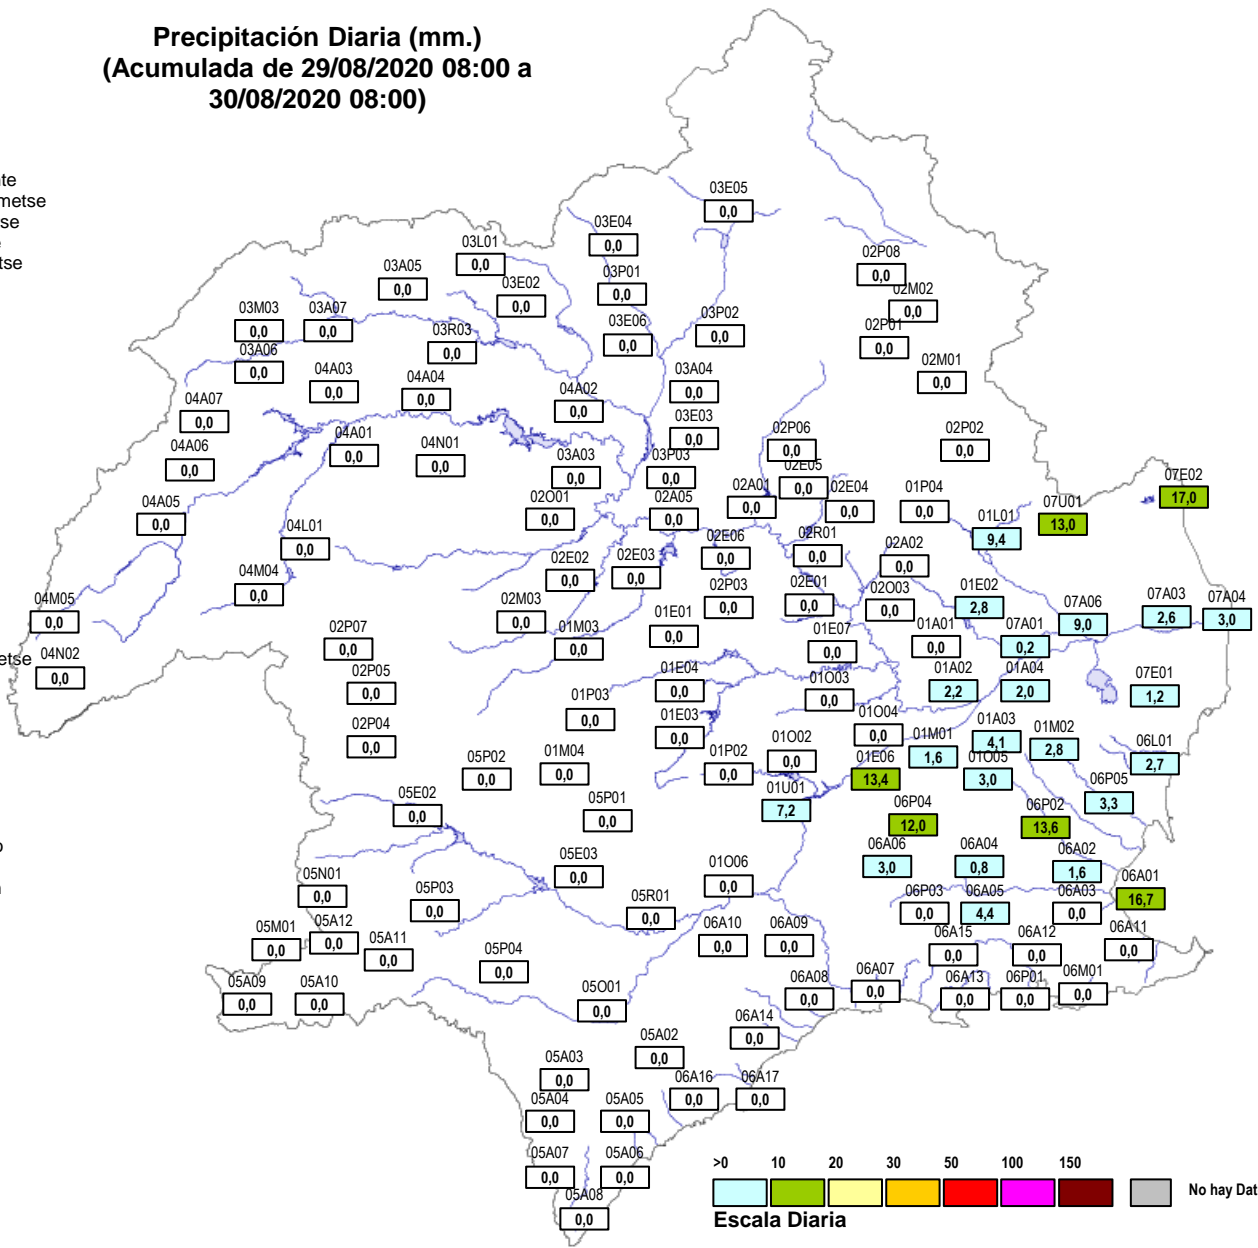 Precipitación Diaria (mm.)
(Acumulada de 29/08/2020 08:00 a
30/08/2020 08:00)
te
metse
se
e
tse
etse
o
n
03E05
0,0
03E04
0,0
03L01
0,0
02P08
0,0
03A05
0,0
03P01
0,0
03E02
0,0
02M02
0,0
03M03
0,0
03A07
0,0
03P02
0,0
03E06
0,0
03R03
0,0
02P01
0,0
03A06
0,0
02M01
0,0
04A03
0,0
04A04
0,0
03A04
0,0
04A02
0,0
04A07
0,0
03E03
0,0
02P06
0,0
02P02
0,0
04A01
0,0
04N01
0,0
04A06
0,0
03A03
0,0
03P03
0,0
02E05
0,0
07E02
17,0
02A01
0,0
02E04
0,0
01P04
0,0
04A05
0,0
02O01
0,0
02A05
0,0
07U01
13,0
01L01
9,4
04L01
0,0
02E06
0,0
02R01
0,0
02A02
0,0
02E02
0,0
02E03
0,0
04M04
0,0
02P03
0,0
02E01
0,0
02O03
0,0
01E02
2,8
07A03
2,6
07A04
3,0
04M05
0,0
02M03
0,0
07A06
9,0
01E01
0,0
02P07
0,0
01M03
0,0
01E07
0,0
01A01
0,0
07A01
0,2
04N02
0,0
02P05
0,0
01E04
0,0
01O03
0,0
01A02
2,2
01A04
2,0
07E01
1,2
01P03
0,0
02P04
0,0
01E03
0,0
01O04
0,0
01A03
4,1
01M02
2,8
01M01
1,6
06L01
2,7
05P02
0,0
01M04
0,0
01P02
0,0
01O02
0,0
01E06
13,4
01O05
3,0
06P05
3,3
01U01
7,2
05E02
0,0
05P01
0,0
06P04
12,0
06P02
13,6
05E03
0,0
06A06
3,0
06A04
0,8
06A02
1,6
01O06
0,0
05N01
0,0
06A01
16,7
05P03
0,0
05R01
0,0
06P03
0,0
06A05
4,4
06A03
0,0
05M01
0,0
05A12
0,0
05A11
0,0
06A10
0,0
06A09
0,0
06A15
0,0
06A12
0,0
06A11
0,0
05P04
0,0
05A09
0,0
05A10
0,0
05O01
0,0
06A08
0,0
06A07
0,0
06A13
0,0
06P01
0,0
06M01
0,0
06A14
0,0
05A02
0,0
05A03
0,0
06A16
0,0
06A17
0,0
05A04
0,0
05A05
0,0
05A07
0,0
05A06
0,0
05A08
0,0
>0 10 20 30 50 100 150
No hay Dat
Escala Diaria